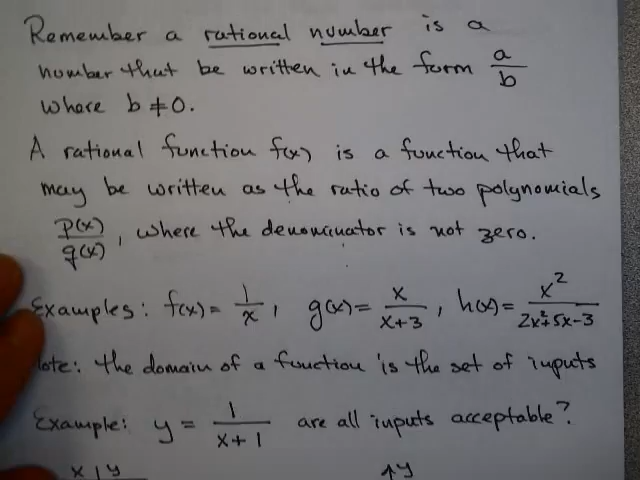 Remember a rational number is a
number that be written in the form a/b
where b ≠ 0.
A rational function f(x) is a function that
may be written as the ratio of two polynomials
p(x)/q(x), where the denominator is not zero.
Examples: f(x) = 1/x, g(x) = x/(x+3), h(x) = x²/(2x²+5x-3)
Note: the domain of a function is the set of inputs
Example: y = 1/(x+1) are all inputs acceptable?
x | y ↑y